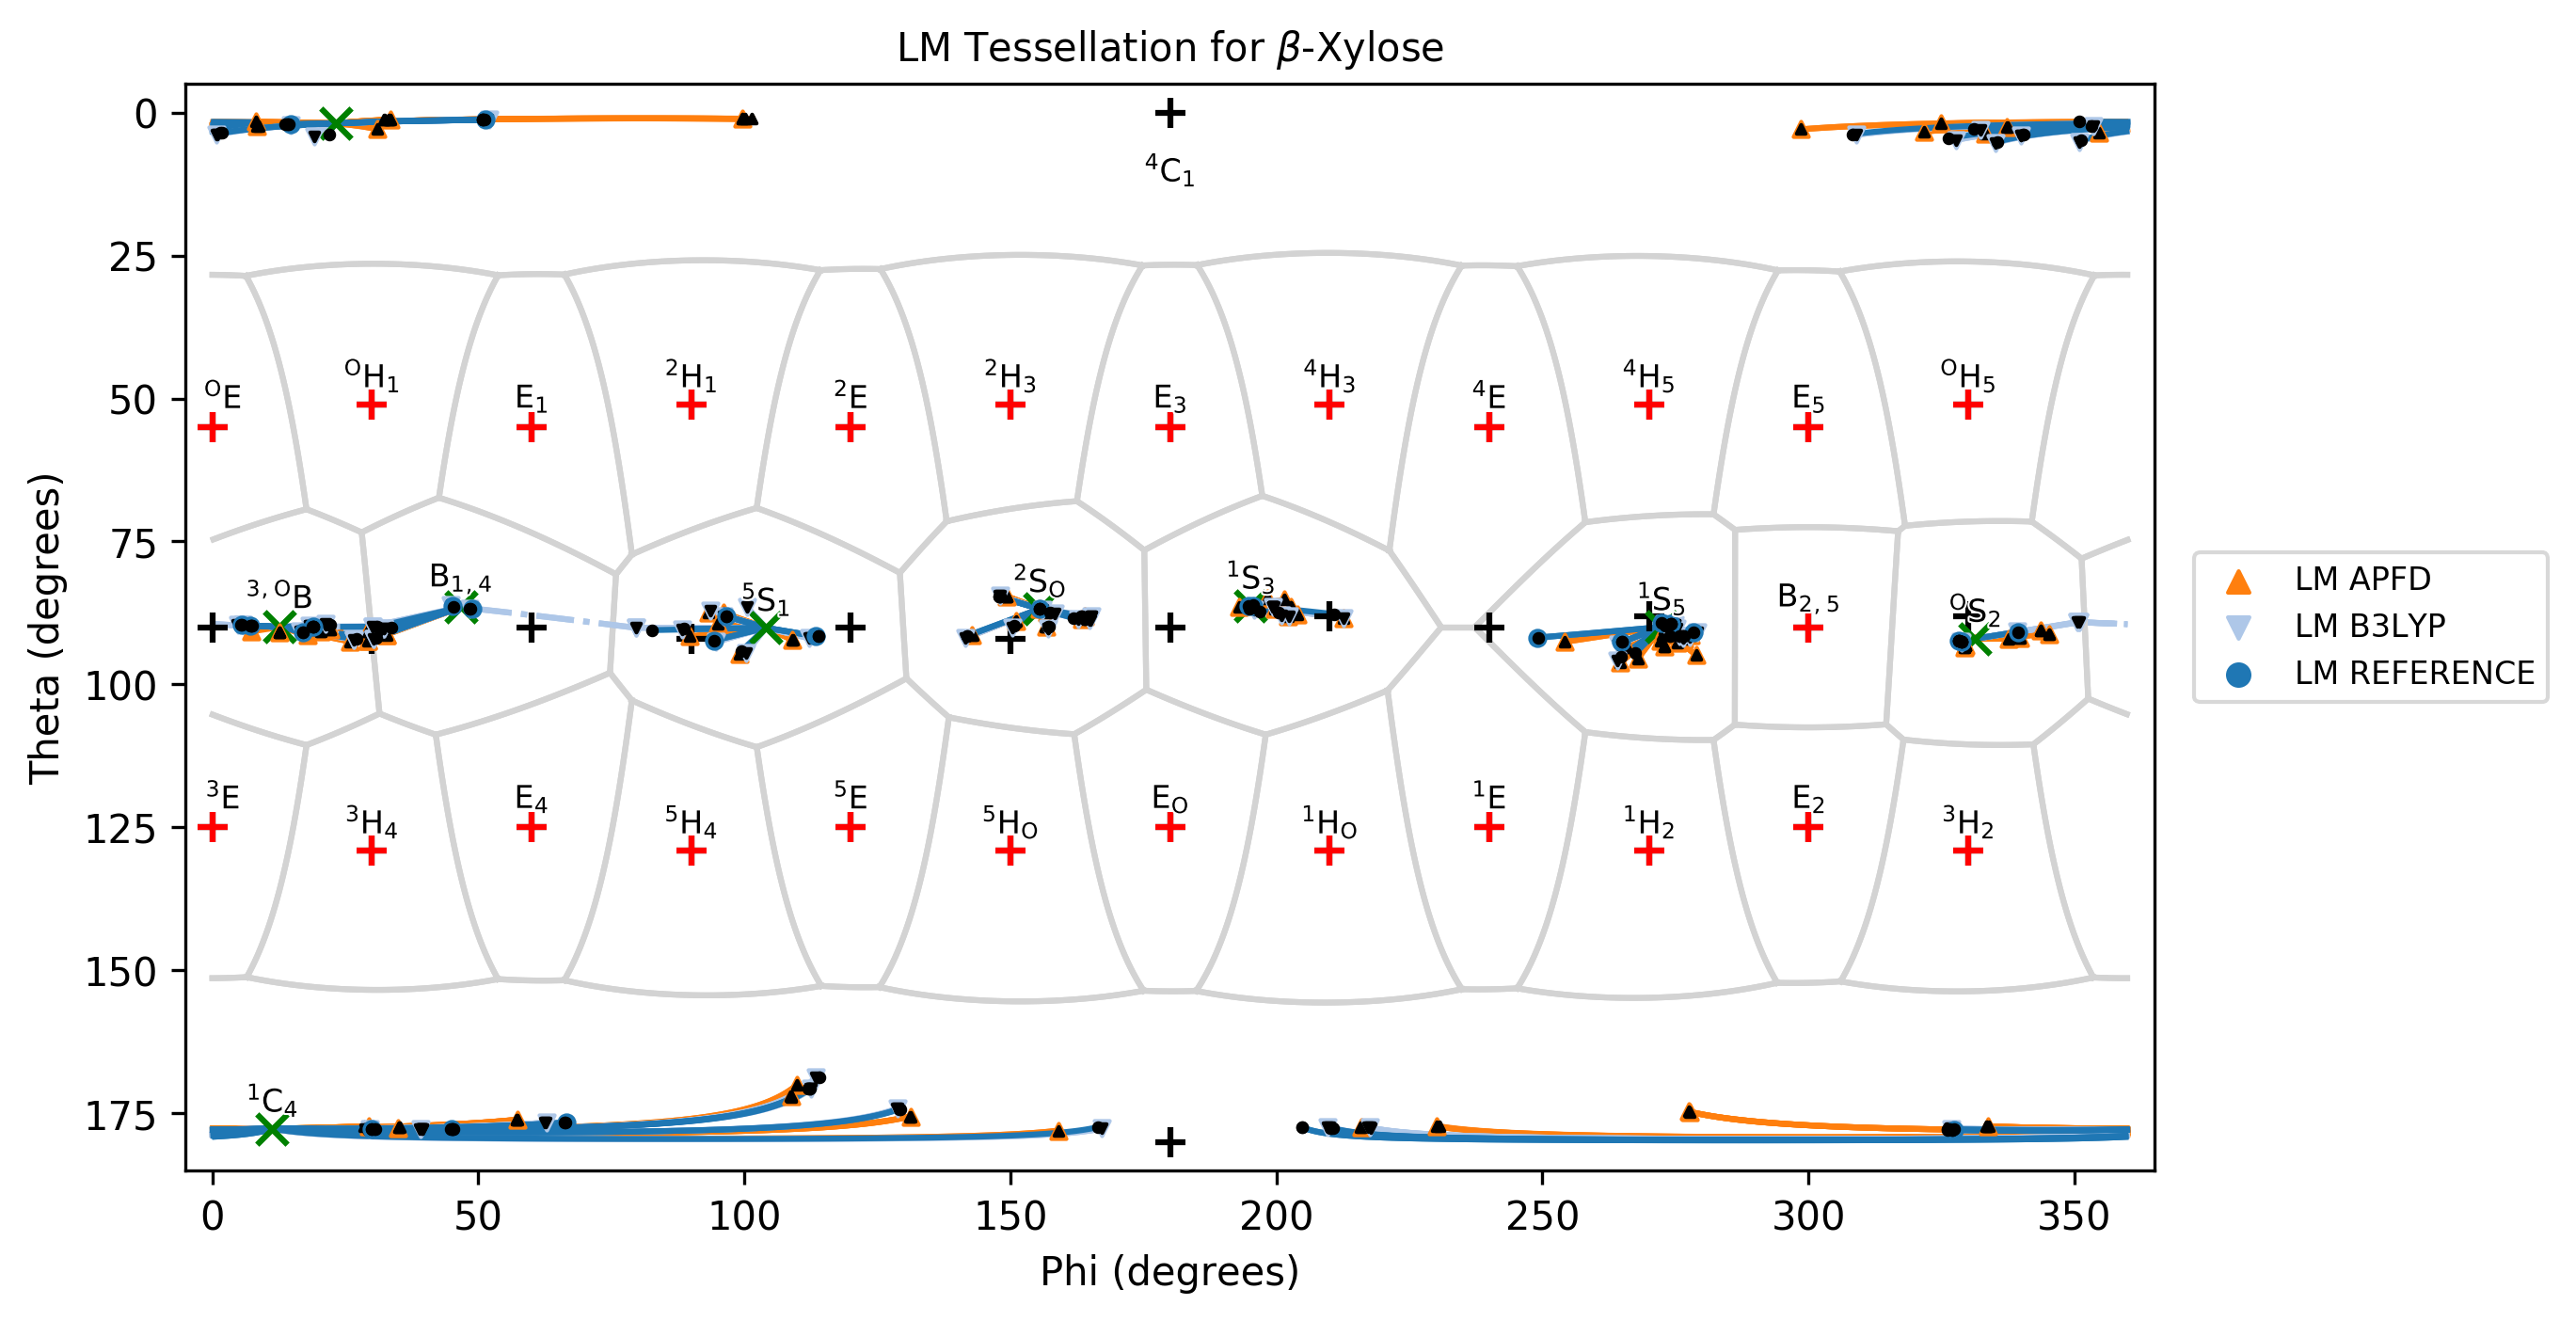 LM Tessellation for β-Xylose
0
25
50
75
100
125
150
175
Theta (degrees)
⁴C₁
ᴼE
ᴼH₁
E₁
²H₁
²E
²H₃
E₃
⁴H₃
⁴E
⁴H₅
E₅
ᴼH₅
³,ᴼB
B₁,₄
⁵S₁
²Sₒ
¹S₃
¹S₅
B₂,₅
ᴼS₂
³E
³H₄
E₄
⁵H₄
⁵E
⁵Hₒ
Eₒ
¹Hₒ
¹E
¹H₂
E₂
³H₂
¹C₄
0 50 100 150 200 250 300 350
Phi (degrees)
LM APFD
LM B3LYP
LM REFERENCE